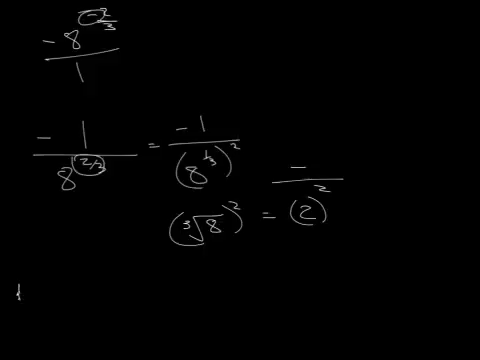 -8^(-2/3) / 1
- 1 / 8^(2/3) = -1 / (8^(1/3))^2
(∛8)^2 = - / (2)^2